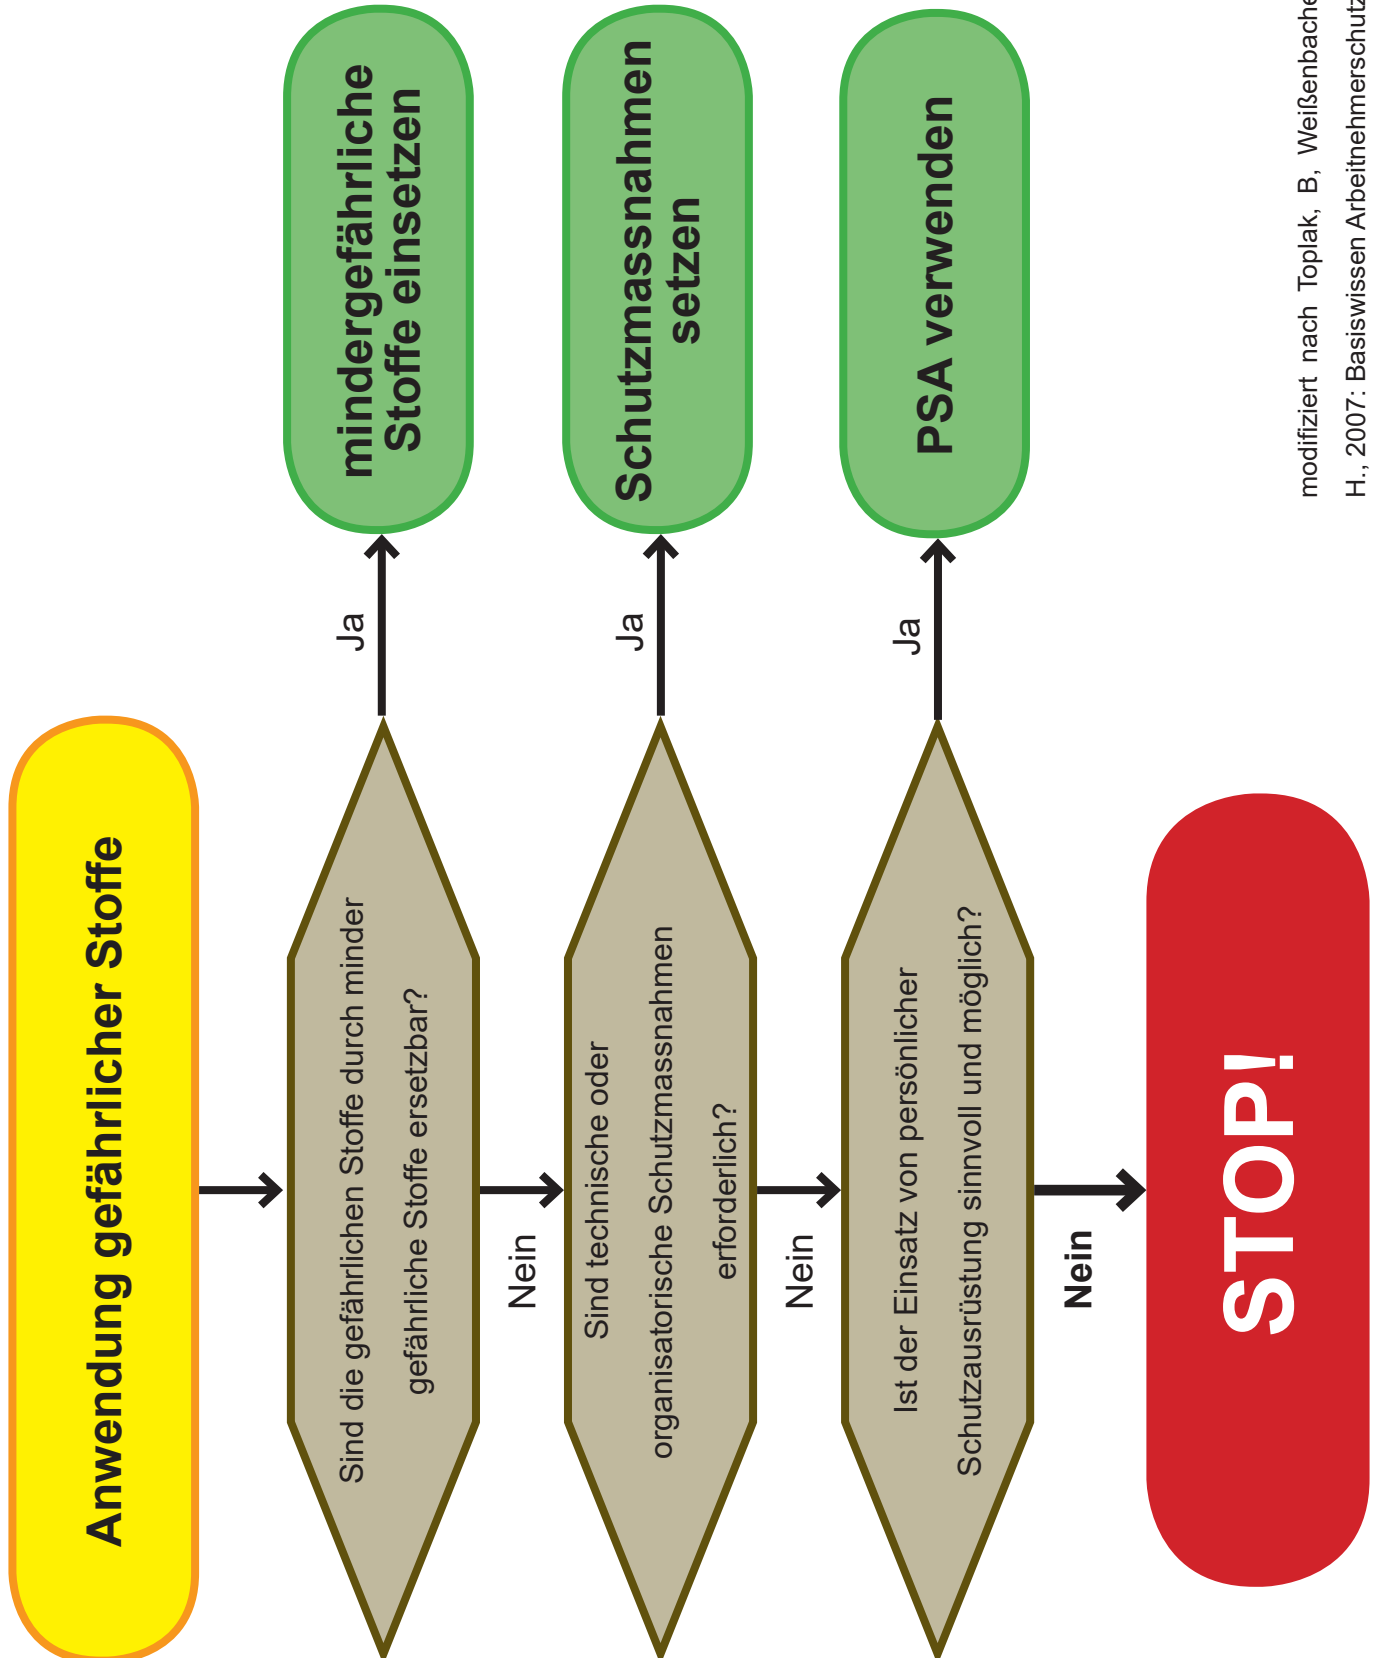 Anwendung gefährlicher Stoffe
Sind die gefährlichen Stoffe durch minder
gefährliche Stoffe ersetzbar?
Ja
mindergefährliche
Stoffe einsetzen
Nein
Sind technische oder
organisatorische Schutzmassnahmen
erforderlich?
Ja
Schutzmassnahmen
setzen
Nein
Ist der Einsatz von persönlicher
Schutzausrüstung sinnvoll und möglich?
Ja
PSA verwenden
Nein
STOP!
modifiziert nach Toplak, B, Weißenbache
H., 2007: Basiswissen Arbeitnehmerschutz